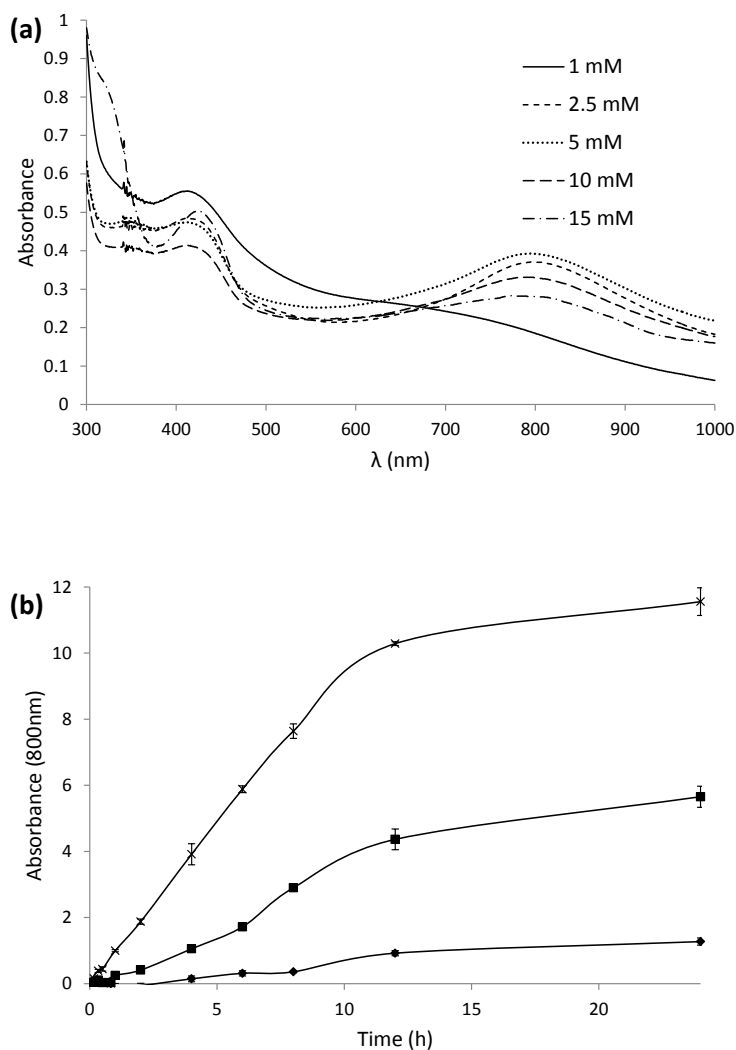 (a)
1
0.9
0.8
0.7
0.6
0.5
0.4
0.3
0.2
0.1
0
Absorbance
300 400 500 600 700 800 900 1000
λ (nm)
1 mM
2.5 mM
5 mM
10 mM
15 mM
(b)
12
10
8
6
4
2
0
Absorbance (800nm)
0 5 10 15 20
Time (h)